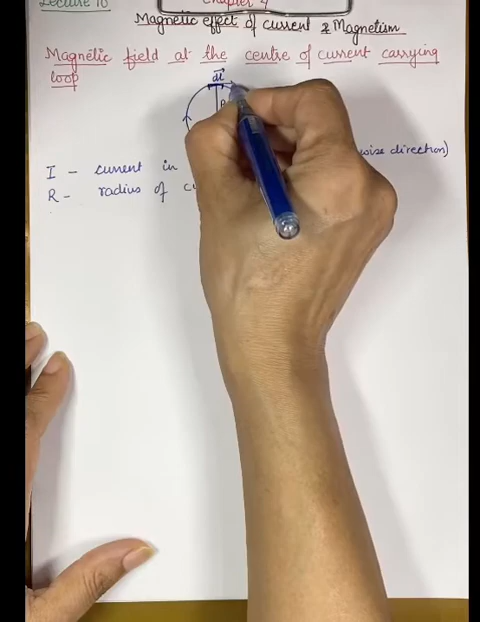 Lecture 10
Chapter 4
Magnetic effect of current & Magnetism
Magnetic field at the centre of current carrying
loop
dl
R
I - current in
wise direction)
R - radius of